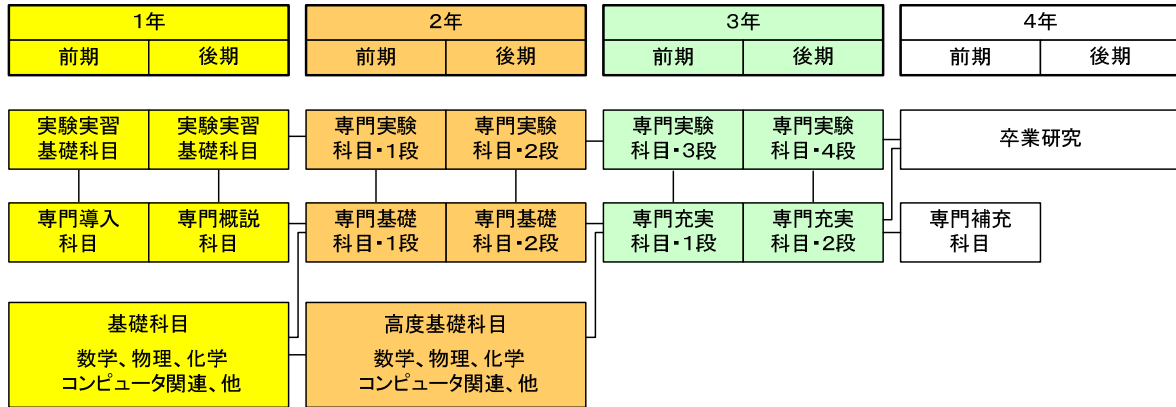 1年
2年
3年
4年
前期
後期
前期
後期
前期
後期
前期
後期
実験実習
基礎科目
実験実習
基礎科目
専門実験
科目・1段
専門実験
科目・2段
専門実験
科目・3段
専門実験
科目・4段
卒業研究
専門導入
科目
専門概説
科目
専門基礎
科目・1段
専門基礎
科目・2段
専門充実
科目・1段
専門充実
科目・2段
専門補充
科目
基礎科目
数学、物理、化学
コンピュータ関連、他
高度基礎科目
数学、物理、化学
コンピュータ関連、他